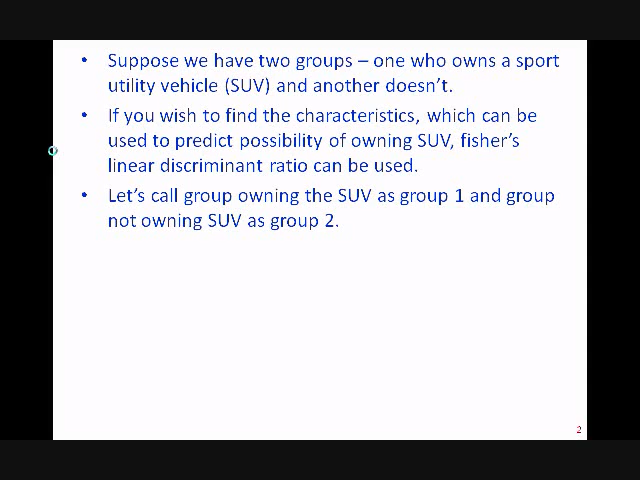 • Suppose we have two groups – one who owns a sport
utility vehicle (SUV) and another doesn't.
• If you wish to find the characteristics, which can be
used to predict possibility of owning SUV, fisher's
linear discriminant ratio can be used.
• Let's call group owning the SUV as group 1 and group
not owning SUV as group 2.
2